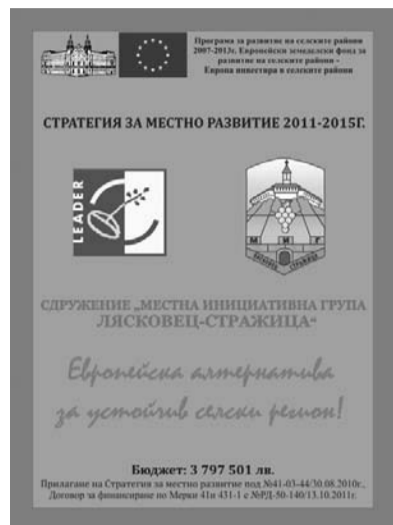 Програма за развитие на селските райони
2007-2013г. Европейски земеделски фонд за
развитие на селските райони -
Европа инвестира в селските райони
СТРАТЕГИЯ ЗА МЕСТНО РАЗВИТИЕ 2011-2015Г.
LEADER
МИГ
ЛЯСКОВЕЦ СТРАЖИЦА
СДРУЖЕНИЕ „МЕСТНА ИНИЦИАТИВНА ГРУПА
ЛЯСКОВЕЦ-СТРАЖИЦА“
Европейска алтернатива
за устойчив селски регион!
Бюджет: 3 797 501 лв.
Прилагане на Стратегия за местно развитие под №41-03-44/30.08.2010г.,
Договор за финансиране по Мерки 41и 431-1 с №РД-50-140/13.10.2011г.